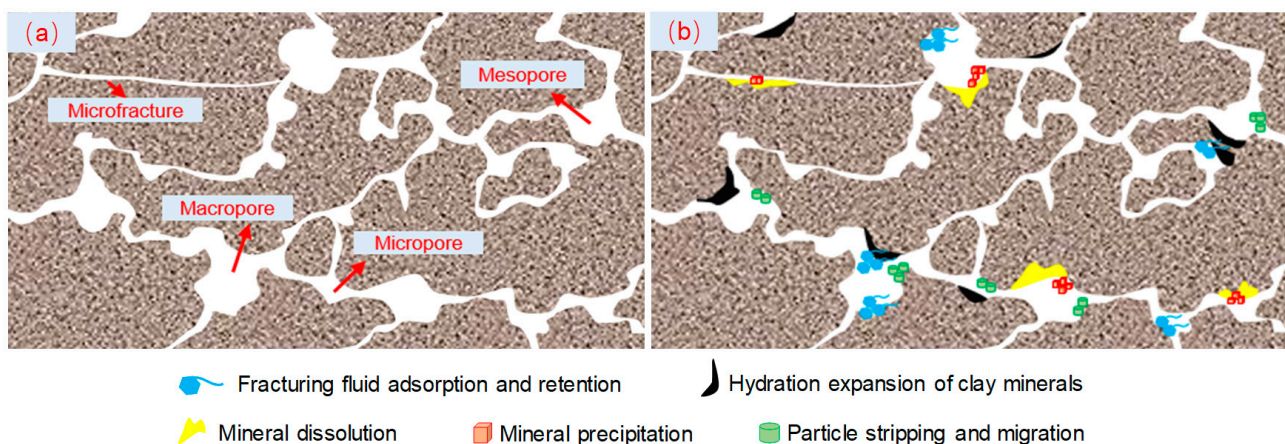 (a)
(b)
Mesopore
Microfracture
Macropore
Micropore
Fracturing fluid adsorption and retention
Hydration expansion of clay minerals
Mineral dissolution
Mineral precipitation
Particle stripping and migration